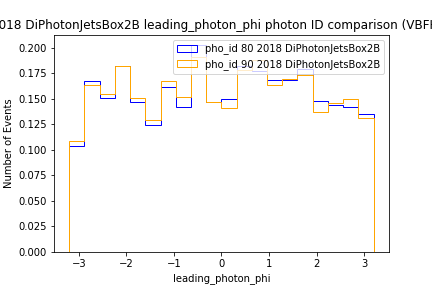 018 DiPhotonJetsBox2B leading_photon_phi photon ID comparison (VBFH
pho_id 80 2018 DiPhotonJetsBox2B
pho_id 90 2018 DiPhotonJetsBox2B
Number of Events
0.200
0.175
0.150
0.125
0.100
0.075
0.050
0.025
0.000
−3 −2 −1 0 1 2 3
leading_photon_phi